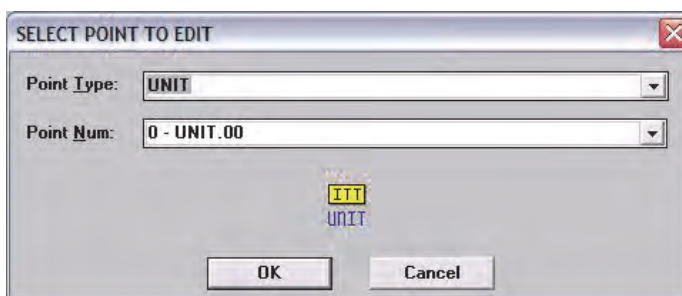 SELECT POINT TO EDIT
Point Type: UNIT
Point Num: 0 - UNIT.00
ITT
UNIT
OK Cancel